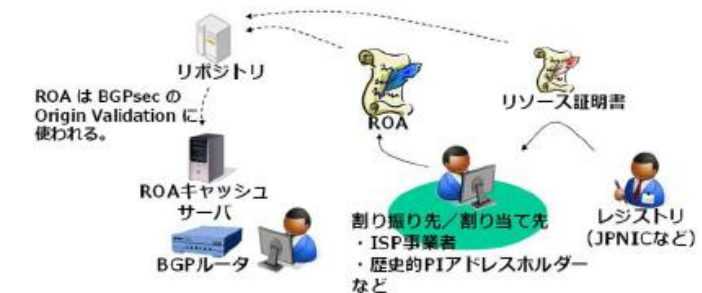 リポジトリ
ROA は BGPsec の
Origin Validation に
使われる。
ROA
リソース証明書
ROAキャッシュ
サーバ
BGPルータ
割り振り先／割り当て先
・ISP事業者
・歴史的PIアドレスホルダー
など
レジストリ
(JPNICなど)